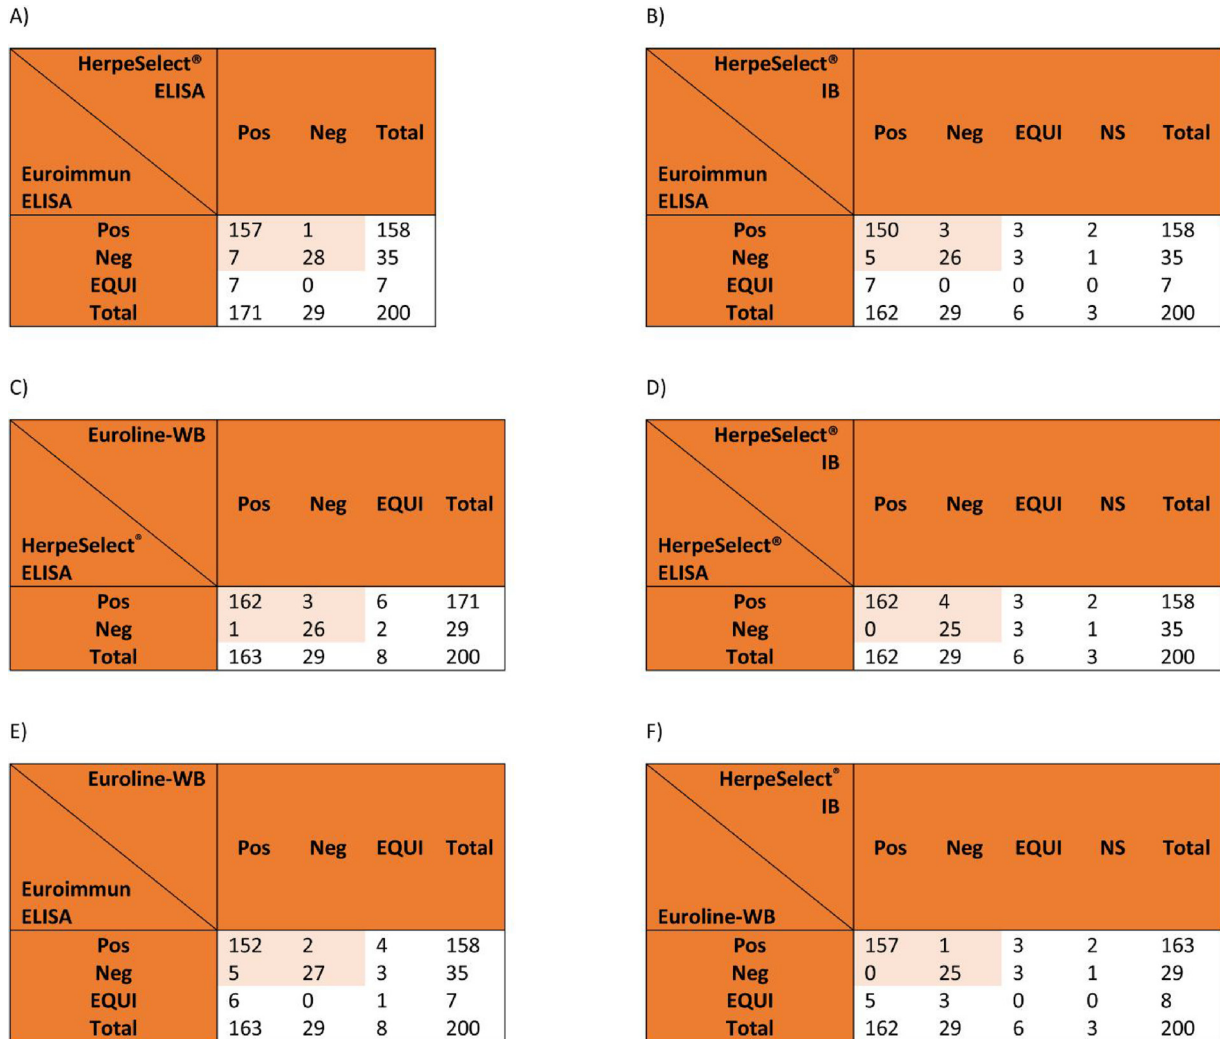 A)
HerpeSelect®
ELISA
Pos Neg Total
Euroimmun
ELISA
Pos 157 1 158
Neg 7 28 35
EQUI 7 0 7
Total 171 29 200
B)
HerpeSelect®
IB
Pos Neg EQUI NS Total
Euroimmun
ELISA
Pos 150 3 3 2 158
Neg 5 26 3 1 35
EQUI 7 0 0 0 7
Total 162 29 6 3 200
C)
Euroline-WB
Pos Neg EQUI Total
HerpeSelect®
ELISA
Pos 162 3 6 171
Neg 1 26 2 29
Total 163 29 8 200
D)
HerpeSelect®
IB
Pos Neg EQUI NS Total
HerpeSelect®
ELISA
Pos 162 4 3 2 158
Neg 0 25 3 1 35
Total 162 29 6 3 200
E)
Euroline-WB
Pos Neg EQUI Total
Euroimmun
ELISA
Pos 152 2 4 158
Neg 5 27 3 35
EQUI 6 0 1 7
Total 163 29 8 200
F)
HerpeSelect®
IB
Pos Neg EQUI NS Total
Euroline-WB
Pos 157 1 3 2 163
Neg 0 25 3 1 29
EQUI 5 3 0 0 8
Total 162 29 6 3 200